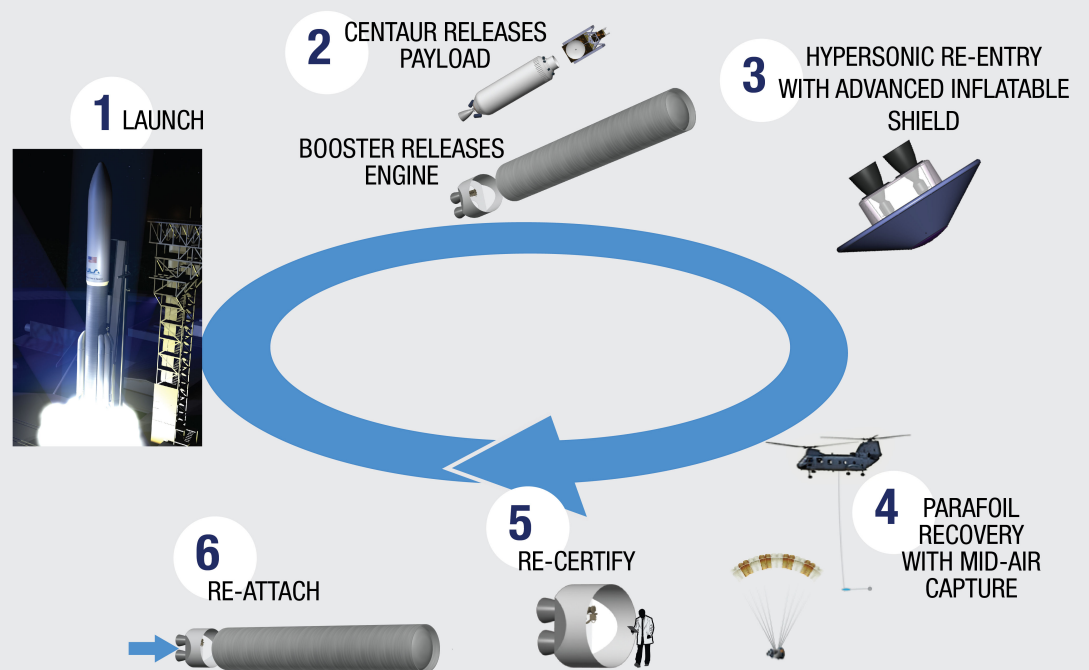 1 LAUNCH
2 CENTAUR RELEASES
PAYLOAD
BOOSTER RELEASES
ENGINE
3 HYPERSONIC RE-ENTRY
WITH ADVANCED INFLATABLE
SHIELD
4 PARAFOIL
RECOVERY
WITH MID-AIR
CAPTURE
5
RE-CERTIFY
6
RE-ATTACH